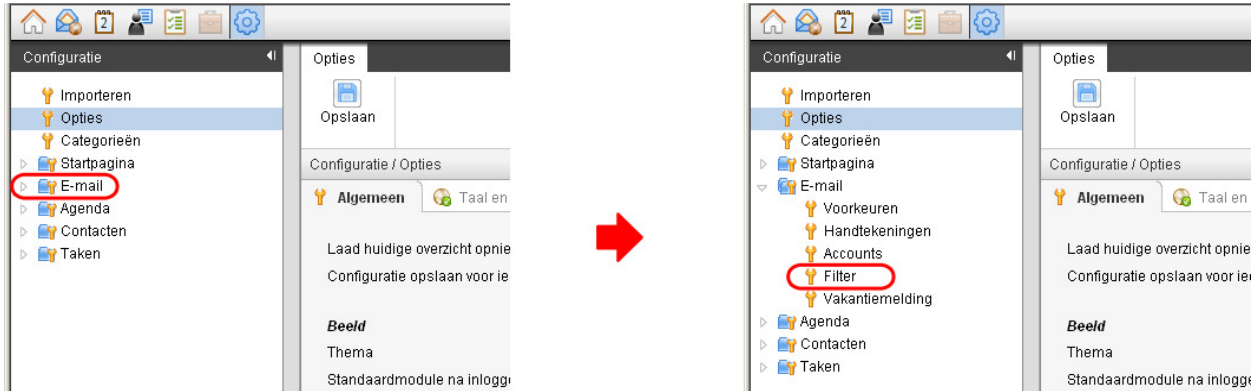 2
Configuratie
Opties
Importeren
Opties
Categorieën
Startpagina
E-mail
Agenda
Contacten
Taken
Opslaan
Configuratie / Opties
Algemeen
Taal en
Laad huidige overzicht opnie
Configuratie opslaan voor ie
Beeld
Thema
Standaardmodule na inlogg
2
Configuratie
Opties
Importeren
Opties
Categorieën
Startpagina
E-mail
Voorkeuren
Handtekeningen
Accounts
Filter
Vakantiemelding
Agenda
Contacten
Taken
Opslaan
Configuratie / Opties
Algemeen
Taal en
Laad huidige overzicht opnie
Configuratie opslaan voor ie
Beeld
Thema
Standaardmodule na inlogge